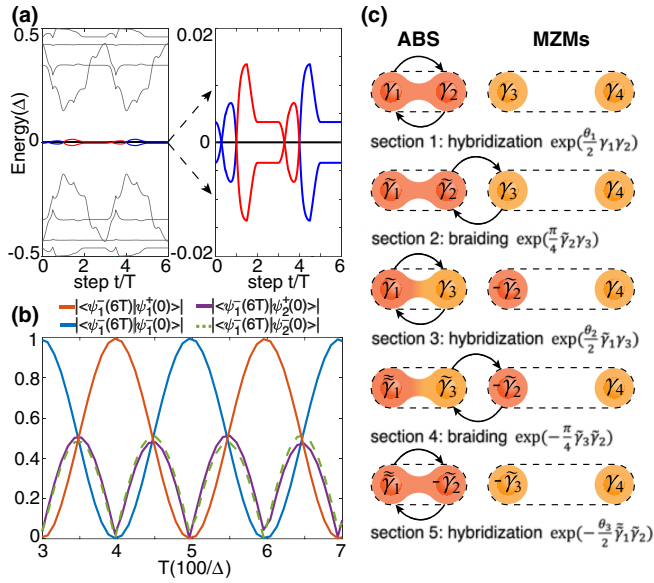 (a)
0.5
0
-0.5
Energy(Δ)
0 2 4 6
step t/T
0.02
0
-0.02
0 1 2 3 4 5 6
step t/T
(b)
|<ψ₁⁻(6T)|ψ₁⁺(0)>| |<ψ₁⁻(6T)|ψ₂⁺(0)>|
|<ψ₁⁻(6T)|ψ₁⁻(0)>| |<ψ₁⁻(6T)|ψ₂⁻(0)>|
1
0.8
0.6
0.4
0.2
0
3 4 5 6 7
T(100/Δ)
(c)
ABS MZMs
γ₁ γ₂ γ₃ γ₄
section 1: hybridization exp(θ₁/2 γ₁γ₂)
γ̃₁ γ̃₂ γ₃ γ₄
section 2: braiding exp(π/4 γ̃₂γ₃)
γ̃₁ γ₃ -γ̃₂ γ₄
section 3: hybridization exp(θ₂/2 γ̃₁γ₃)
γ̃̃₁ γ̃₃ -γ̃₂ γ₄
section 4: braiding exp(-π/4 γ̃₃γ̃₂)
γ̃̃₁ -γ̃₂ -γ̃₃ γ₄
section 5: hybridization exp(-θ₃/2 γ̃̃₁γ̃₂)